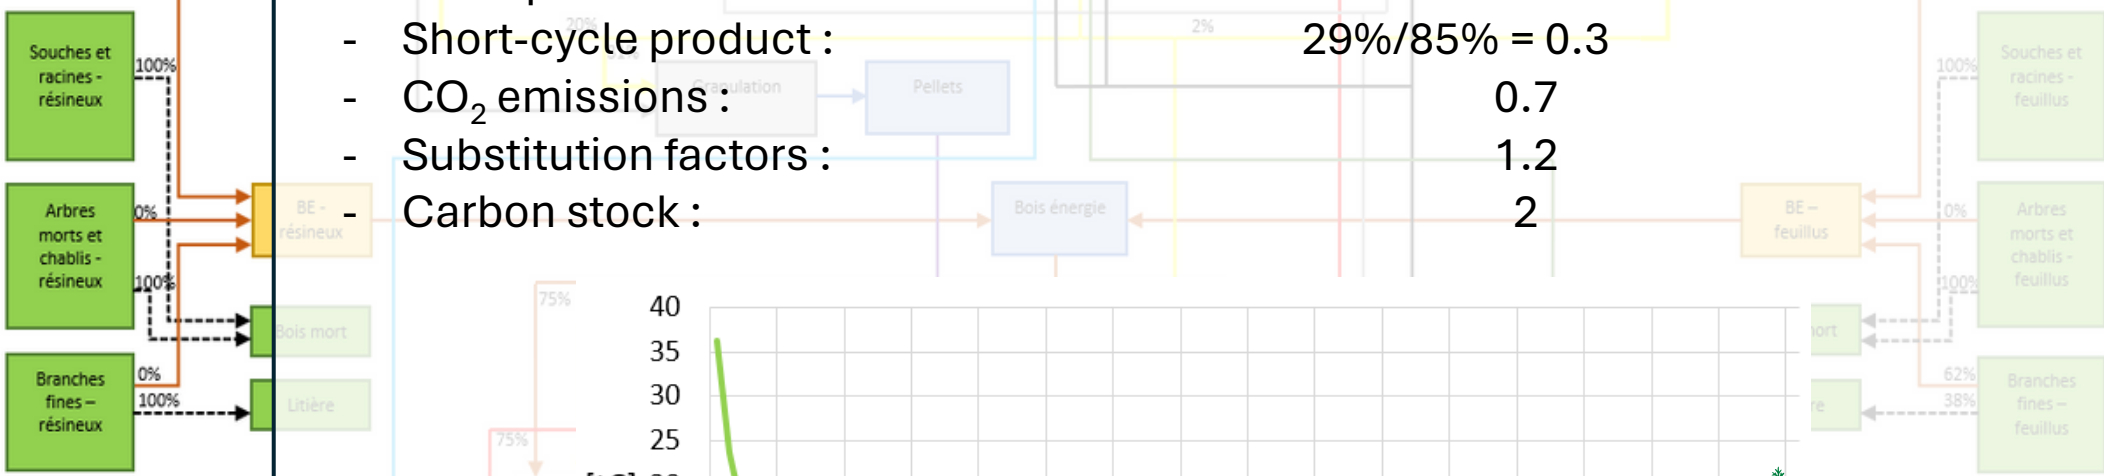 - Short-cycle product : 29%/85% = 0.3
- CO₂ emissions : 0.7
- Substitution factors : 1.2
- Carbon stock : 2
Souches et
racines -
résineux
100%
Arbres
morts et
chablis -
résineux
0%
100%
Branches
fines –
résineux
0%
100%
BE -
résineux
Bois mort
Litière
20%
Granulation
Pellets
2%
Bois énergie
75%
75%
40
35
30
25
BE –
feuillus
100%
0%
100%
62%
38%
Souches et
racines -
feuillus
Arbres
morts et
chablis -
feuillus
Branches
fines –
feuillus